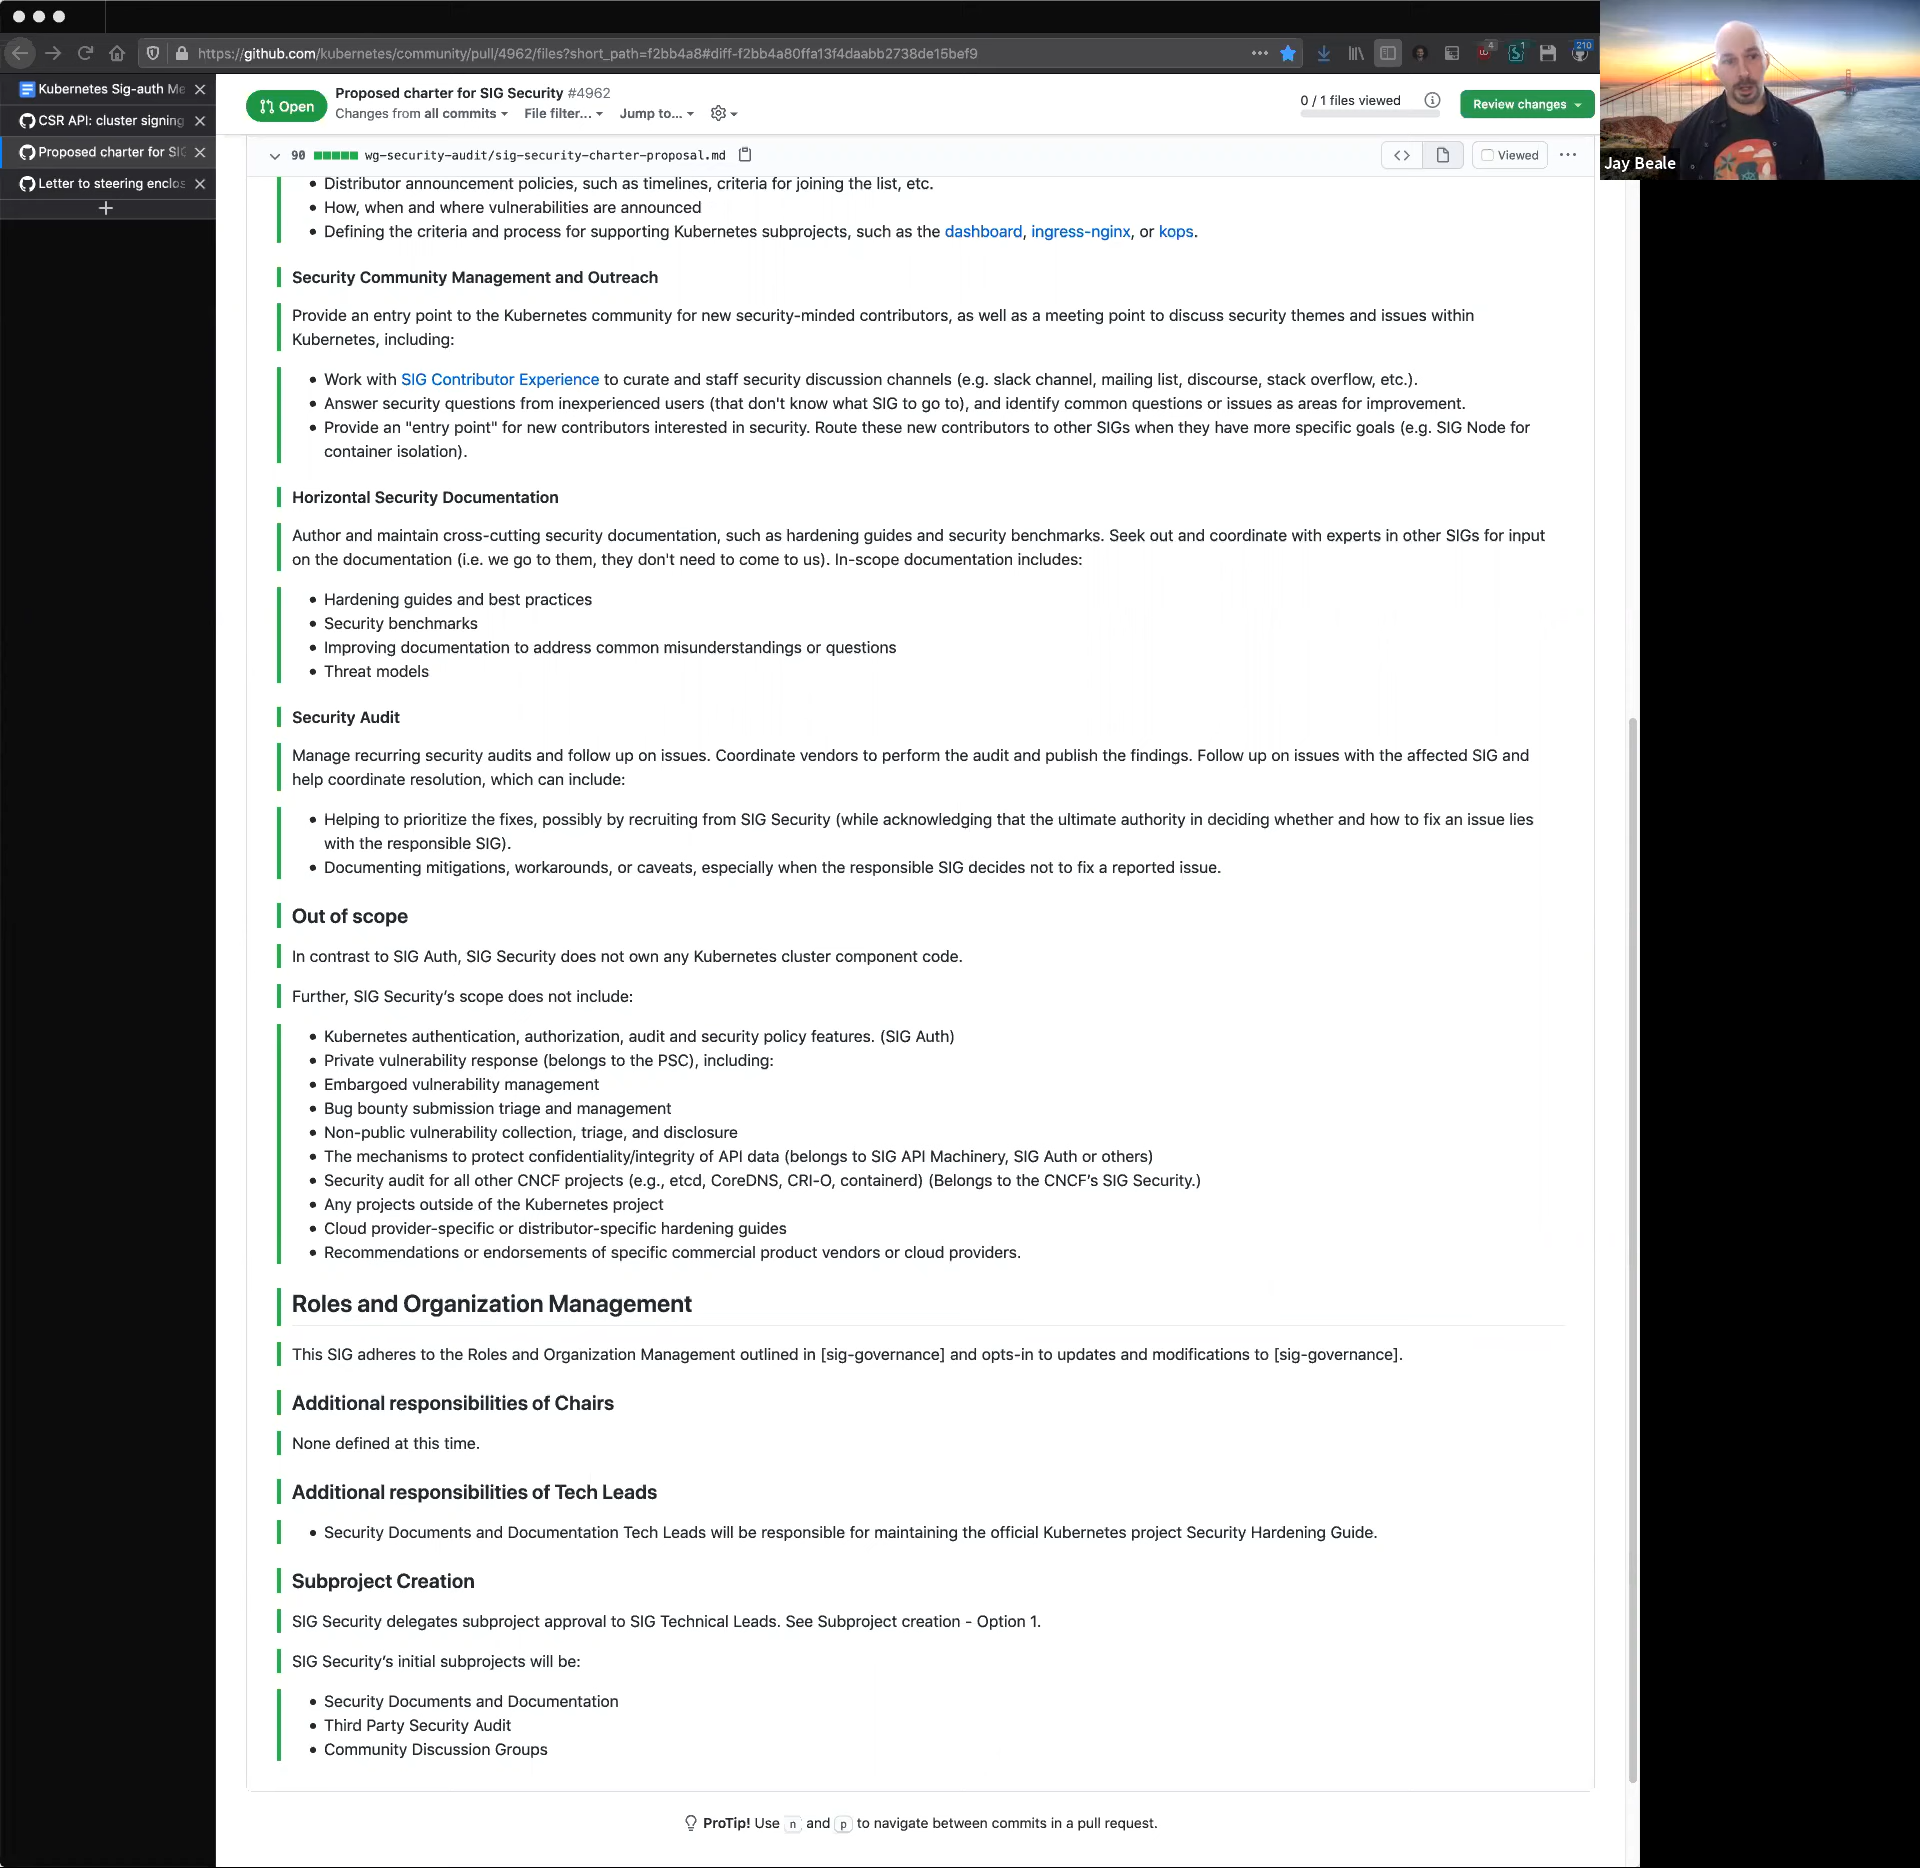 https://github.com/kubernetes/community/pull/4962/files?short_path=f2bb4a8#diff-f2bb4a80ffa13f4daabb2738de15bef9
4
1
210
Kubernetes Sig-auth Me
CSR API: cluster signing
Proposed charter for SIG
Letter to steering enclos
Open
Proposed charter for SIG Security #4962
Changes from all commits
File filter...
Jump to...
0 / 1 files viewed
Review changes
Jay Beale
90
wg-security-audit/sig-security-charter-proposal.md
Viewed
• Distributor announcement policies, such as timelines, criteria for joining the list, etc.
• How, when and where vulnerabilities are announced
• Defining the criteria and process for supporting Kubernetes subprojects, such as the dashboard, ingress-nginx, or kops.
Security Community Management and Outreach
Provide an entry point to the Kubernetes community for new security-minded contributors, as well as a meeting point to discuss security themes and issues within
Kubernetes, including:
• Work with SIG Contributor Experience to curate and staff security discussion channels (e.g. slack channel, mailing list, discourse, stack overflow, etc.).
• Answer security questions from inexperienced users (that don't know what SIG to go to), and identify common questions or issues as areas for improvement.
• Provide an "entry point" for new contributors interested in security. Route these new contributors to other SIGs when they have more specific goals (e.g. SIG Node for
container isolation).
Horizontal Security Documentation
Author and maintain cross-cutting security documentation, such as hardening guides and security benchmarks. Seek out and coordinate with experts in other SIGs for input
on the documentation (i.e. we go to them, they don't need to come to us). In-scope documentation includes:
• Hardening guides and best practices
• Security benchmarks
• Improving documentation to address common misunderstandings or questions
• Threat models
Security Audit
Manage recurring security audits and follow up on issues. Coordinate vendors to perform the audit and publish the findings. Follow up on issues with the affected SIG and
help coordinate resolution, which can include:
• Helping to prioritize the fixes, possibly by recruiting from SIG Security (while acknowledging that the ultimate authority in deciding whether and how to fix an issue lies
with the responsible SIG).
• Documenting mitigations, workarounds, or caveats, especially when the responsible SIG decides not to fix a reported issue.
Out of scope
In contrast to SIG Auth, SIG Security does not own any Kubernetes cluster component code.
Further, SIG Security’s scope does not include:
• Kubernetes authentication, authorization, audit and security policy features. (SIG Auth)
• Private vulnerability response (belongs to the PSC), including:
• Embargoed vulnerability management
• Bug bounty submission triage and management
• Non-public vulnerability collection, triage, and disclosure
• The mechanisms to protect confidentiality/integrity of API data (belongs to SIG API Machinery, SIG Auth or others)
• Security audit for all other CNCF projects (e.g., etcd, CoreDNS, CRI-O, containerd) (Belongs to the CNCF’s SIG Security.)
• Any projects outside of the Kubernetes project
• Cloud provider-specific or distributor-specific hardening guides
• Recommendations or endorsements of specific commercial product vendors or cloud providers.
Roles and Organization Management
This SIG adheres to the Roles and Organization Management outlined in [sig-governance] and opts-in to updates and modifications to [sig-governance].
Additional responsibilities of Chairs
None defined at this time.
Additional responsibilities of Tech Leads
• Security Documents and Documentation Tech Leads will be responsible for maintaining the official Kubernetes project Security Hardening Guide.
Subproject Creation
SIG Security delegates subproject approval to SIG Technical Leads. See Subproject creation - Option 1.
SIG Security’s initial subprojects will be:
• Security Documents and Documentation
• Third Party Security Audit
• Community Discussion Groups
ProTip! Use n and p to navigate between commits in a pull request.